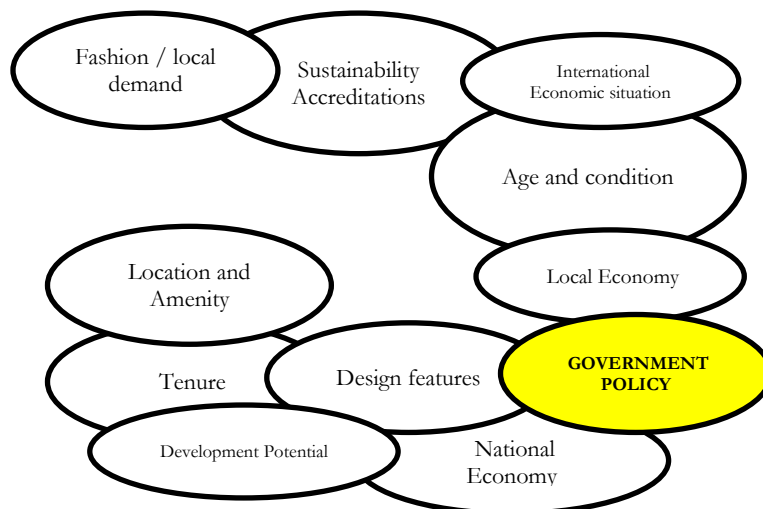 Fashion / local
demand
Sustainability
Accreditations
International
Economic situation
Age and condition
Location and
Amenity
Local Economy
Tenure
Design features
GOVERNMENT
POLICY
Development Potential
National
Economy